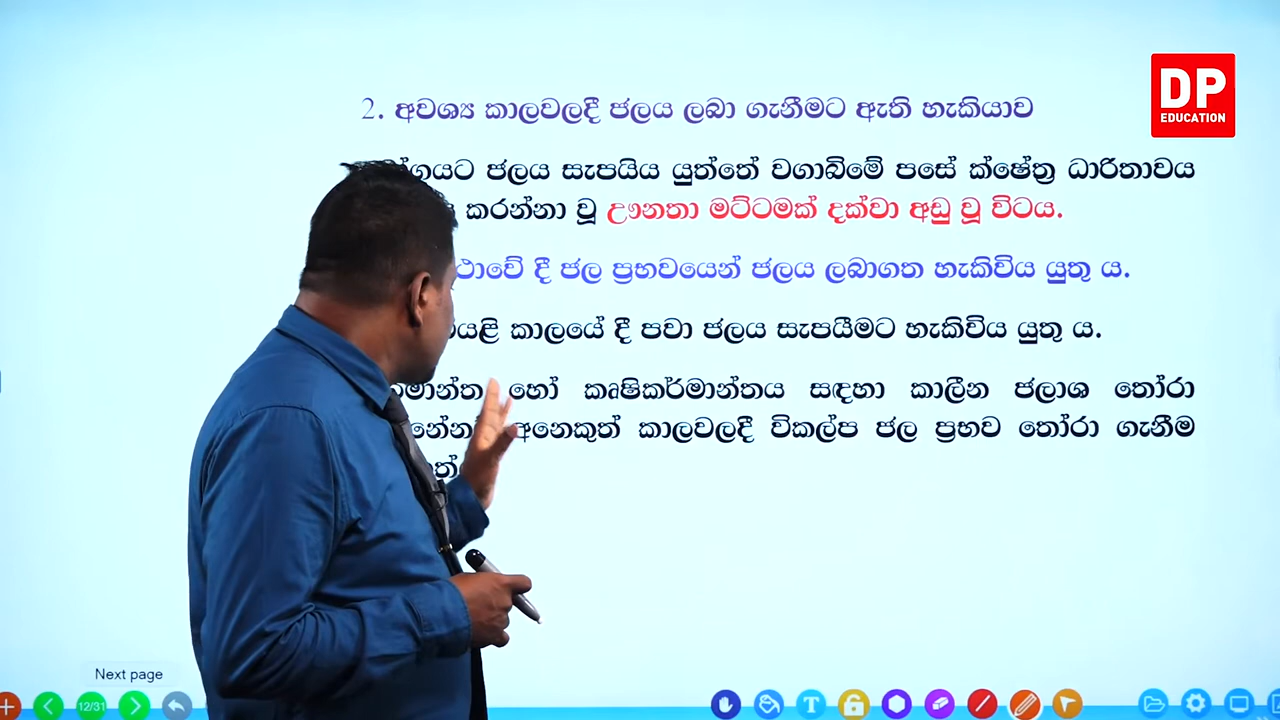 DP
EDUCATION
2. අවශ්‍ය කාලවලදී ජලය ලබා ගැනීමට ඇති හැකියාව
ජලය සැපයිය යුත්තේ වගාබිමේ පසේ ක්ෂේත්‍ර ධාරිතාවය
කරන්නා වූ ඌනතා මට්ටමක් දක්වා අඩු වූ විටය.
දී ජල ප්‍රභවයෙන් ජලය ලබාගත හැකිවිය යුතු ය.
කාලයේ දී පවා ජලය සැපයීමට හැකිවිය යුතු ය.
හෝ කෘෂිකර්මාන්තය සඳහා කාලීන ජලාශ තෝරා
අනෙකුත් කාලවලදී විකල්ප ජල ප්‍රභව තෝරා ගැනීම
Next page
12/31
T